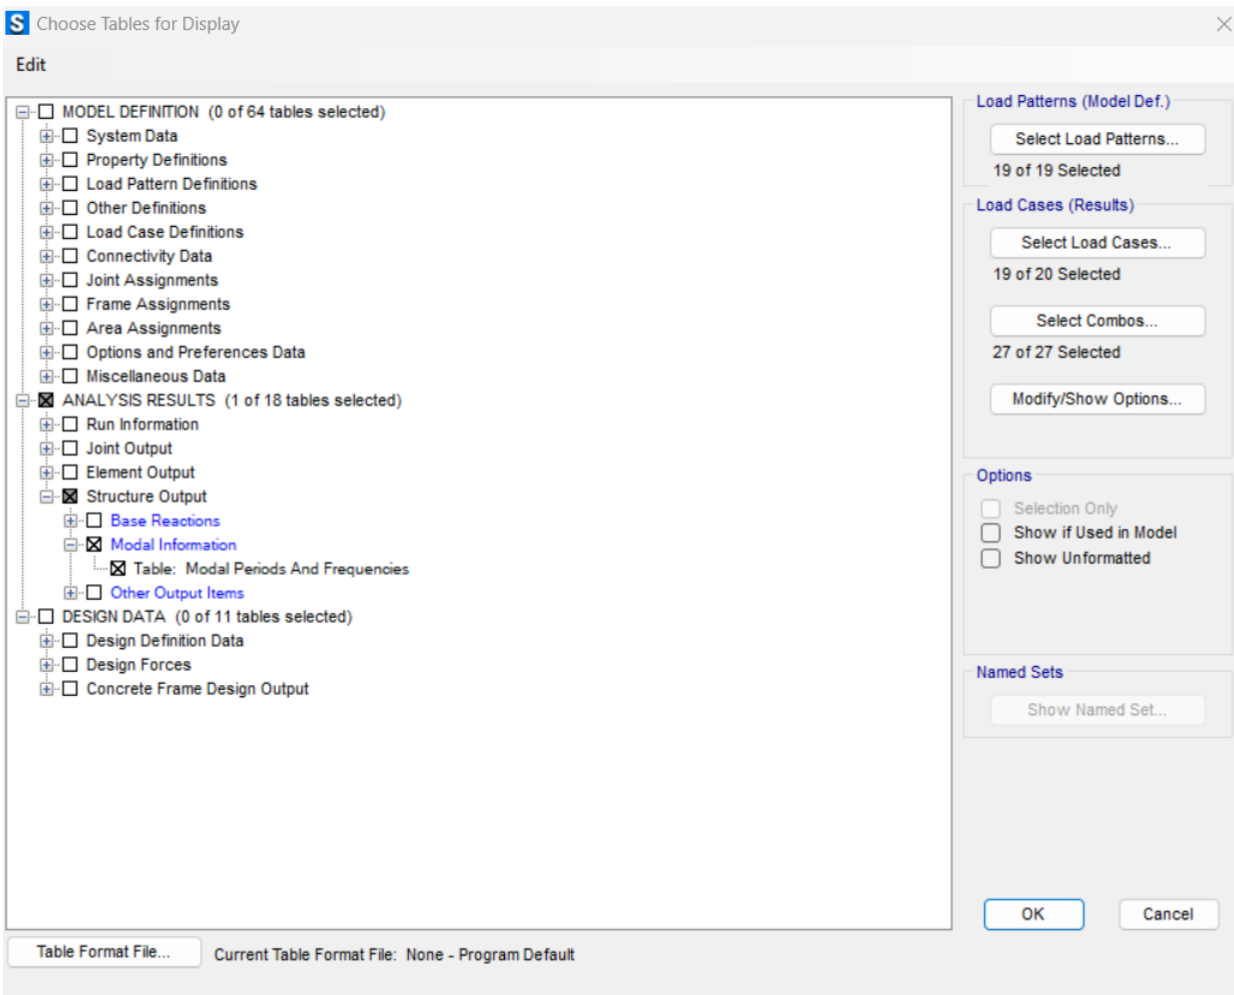 S Choose Tables for Display
Edit
MODEL DEFINITION (0 of 64 tables selected)
System Data
Property Definitions
Load Pattern Definitions
Other Definitions
Load Case Definitions
Connectivity Data
Joint Assignments
Frame Assignments
Area Assignments
Options and Preferences Data
Miscellaneous Data
ANALYSIS RESULTS (1 of 18 tables selected)
Run Information
Joint Output
Element Output
Structure Output
Base Reactions
Modal Information
Table: Modal Periods And Frequencies
Other Output Items
DESIGN DATA (0 of 11 tables selected)
Design Definition Data
Design Forces
Concrete Frame Design Output
Load Patterns (Model Def.)
Select Load Patterns...
19 of 19 Selected
Load Cases (Results)
Select Load Cases...
19 of 20 Selected
Select Combos...
27 of 27 Selected
Modify/Show Options...
Options
Selection Only
Show if Used in Model
Show Unformatted
Named Sets
Show Named Set...
OK Cancel
Table Format File... Current Table Format File: None - Program Default